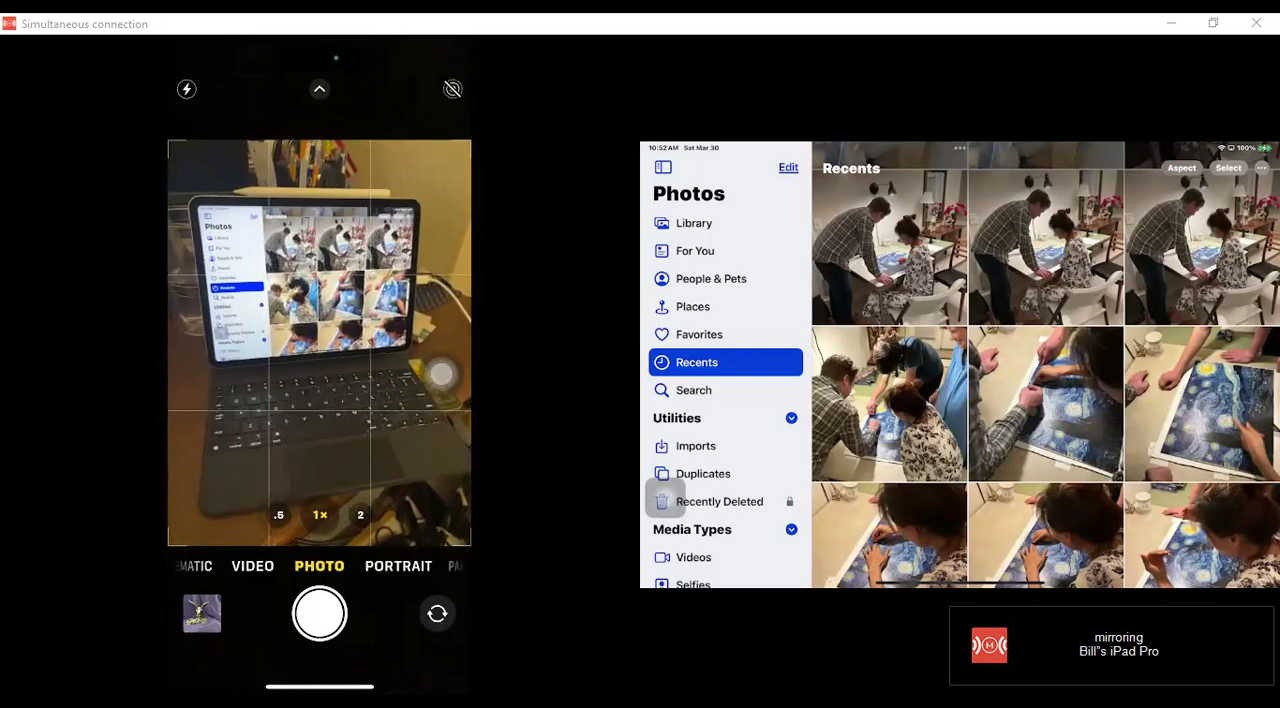 Simultaneous connection
.5
1×
2
VIDEO
PHOTO
PORTRAIT
10:52 AM Sat Mar 30
100%
Edit
Photos
Library
For You
People & Pets
Places
Favorites
Recents
Search
Utilities
Imports
Duplicates
Recently Deleted
Media Types
Videos
Selfies
Recents
Aspect
Select
Photos
Recents
M
mirroring
Bill"s iPad Pro